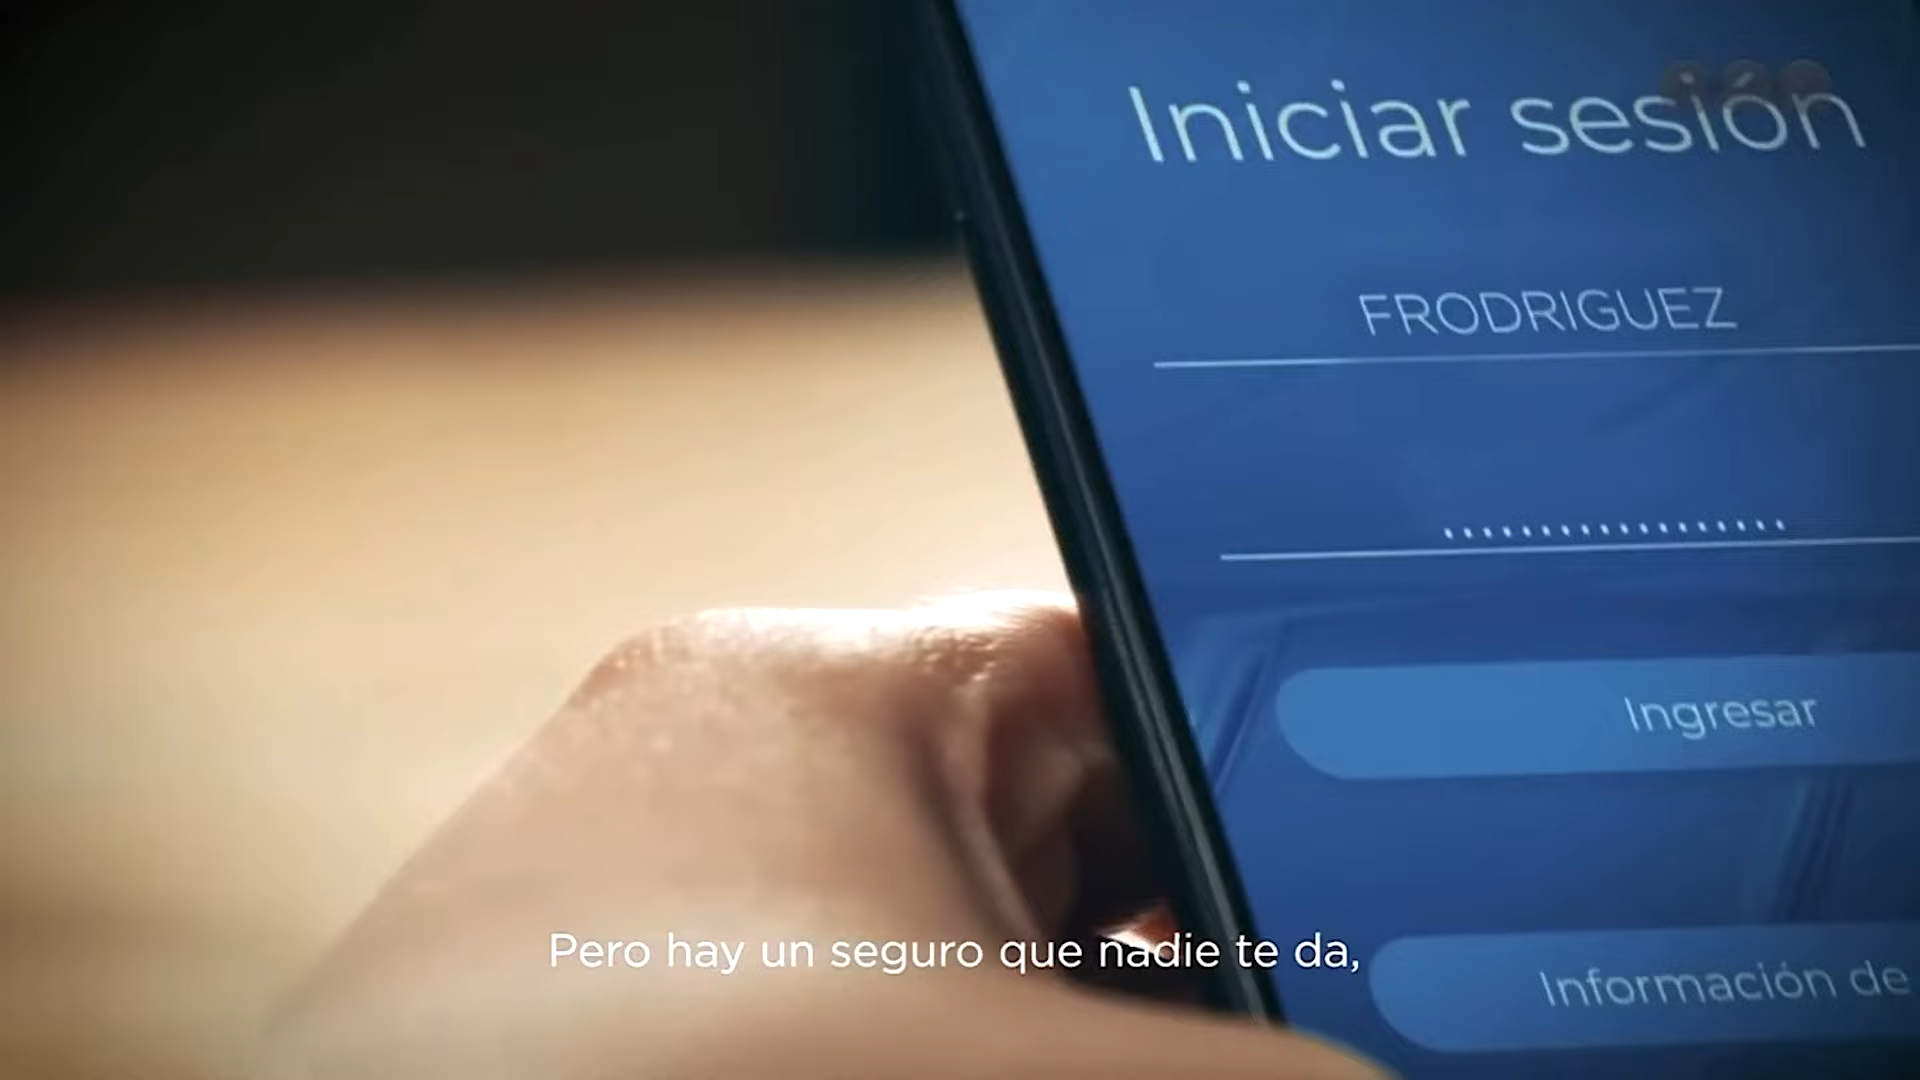 Iniciar sesión
FRODRIGUEZ
Ingresar
Información de
Pero hay un seguro que nadie te da,